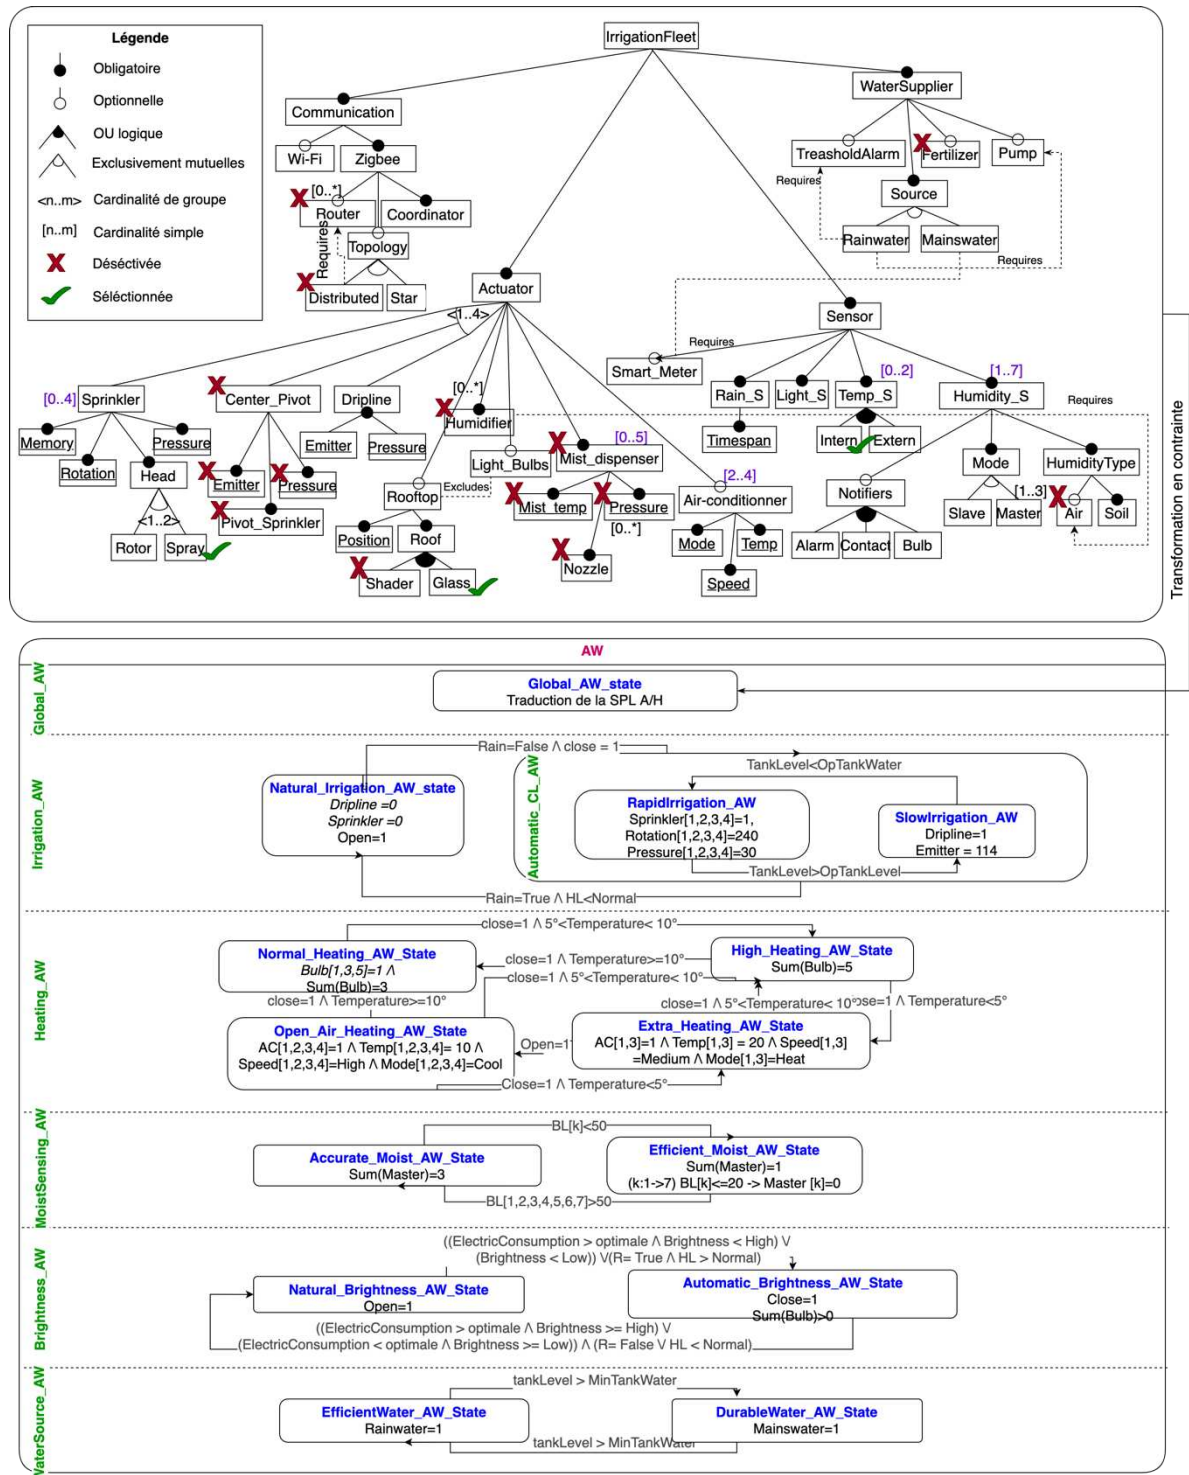 Légende
Obligatoire
Optionnelle
OU logique
Exclusivement mutuelles
<n..m> Cardinalité de groupe
[n..m] Cardinalité simple
Déséctivée
Séléctionnée
IrrigationFleet
Communication
WaterSupplier
Wi-Fi
Zigbee
TreasholdAlarm
Fertilizer
Pump
[0..*]
Router
Coordinator
Requires
Source
Requires
Topology
Rainwater
Mainswater
Requires
Distributed
Star
Actuator
<1..4>
Sensor
Requires
Smart_Meter
[0..4]
Sprinkler
Center_Pivot
Dripline
[0..*]
Humidifier
Rain_S
Light_S
[0..2]
Temp_S
[1..7]
Humidity_S
Requires
Memory
Rotation
Pressure
Head
Emitter
Pressure
Pivot_Sprinkler
Emitter
Pressure
Light_Bulbs
[0..5]
Mist_dispenser
Timespan
Intern
Extern
Mode
HumidityType
<1..2>
Rotor
Spray
Rooftop
Excludes
Mist_temp
Pressure
[0..*]
Nozzle
[2..4]
Air-conditionner
Notifiers
[1..3]
Slave
Master
Air
Soil
Position
Roof
Shader
Glass
Mode
Temp
Speed
Alarm
Contact
Bulb
Transformation en contrainte
AW
Global_AW
Global_AW_state
Traduction de la SPL A/H
Irrigation_AW
Rain=False Λ close = 1
Natural_Irrigation_AW_state
Dripline =0
Sprinkler =0
Open=1
Automatic_CL_AW
TankLevel<OpTankWater
RapidIrrigation_AW
Sprinkler[1,2,3,4]=1,
Rotation[1,2,3,4]=240
Pressure[1,2,3,4]=30
SlowIrrigation_AW
Dripline=1
Emitter = 114
TankLevel>OpTankLevel
Rain=True Λ HL<Normal
Heating_AW
close=1 Λ 5°<Temperature< 10°
Normal_Heating_AW_State
Bulb[1,3,5]=1 Λ
Sum(Bulb)=3
close=1 Λ Temperature>=10°
High_Heating_AW_State
Sum(Bulb)=5
close=1 Λ 5°<Temperature< 10°
close=1 Λ Temperature>=10°
close=1 Λ 5°<Temperature< 10°
ose=1 Λ Temperature<5°
Open_Air_Heating_AW_State
AC[1,2,3,4]=1 Λ Temp[1,2,3,4]= 10 Λ
Speed[1,2,3,4]=High Λ Mode[1,2,3,4]=Cool
Open=1
Extra_Heating_AW_State
AC[1,3]=1 Λ Temp[1,3] = 20 Λ Speed[1,3]
=Medium Λ Mode[1,3]=Heat
Close=1 Λ Temperature<5°
MoistSensing_AW
BL[k]<50
Accurate_Moist_AW_State
Sum(Master)=3
Efficient_Moist_AW_State
Sum(Master)=1
(k:1->7) BL[k]<=20 -> Master [k]=0
BL[1,2,3,4,5,6,7]>50
Brightness_AW
((ElectricConsumption > optimale Λ Brightness < High) V
(Brightness < Low)) V(R= True Λ HL > Normal)
Natural_Brightness_AW_State
Open=1
Automatic_Brightness_AW_State
Close=1
Sum(Bulb)>0
((ElectricConsumption > optimale Λ Brightness >= High) V
(ElectricConsumption < optimale Λ Brightness >= Low)) Λ (R= False V HL < Normal)
VaterSource_AW
tankLevel > MinTankWater
EfficientWater_AW_State
Rainwater=1
DurableWater_AW_State
Mainswater=1
tankLevel > MinTankWater